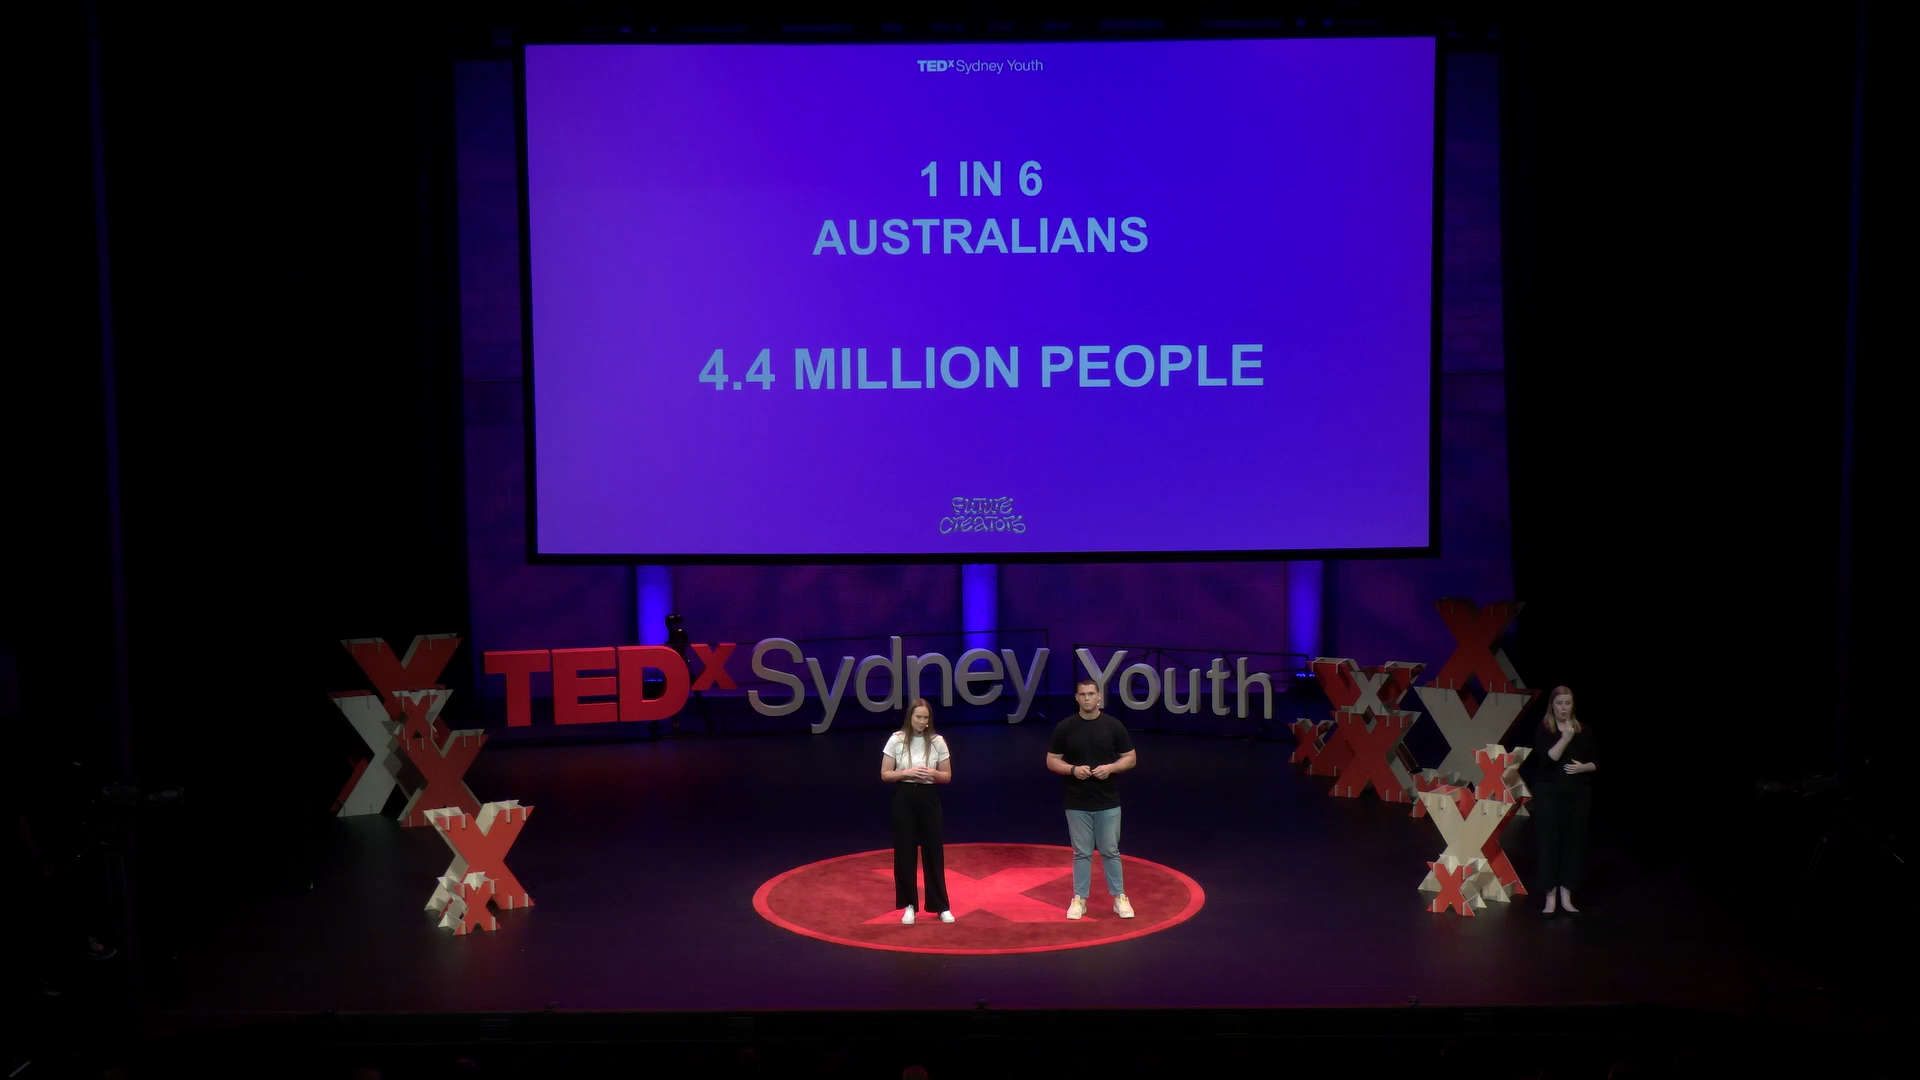 TEDx Sydney Youth
1 IN 6
AUSTRALIANS
4.4 MILLION PEOPLE
FUTURE
CREATORS
TEDx Sydney Youth